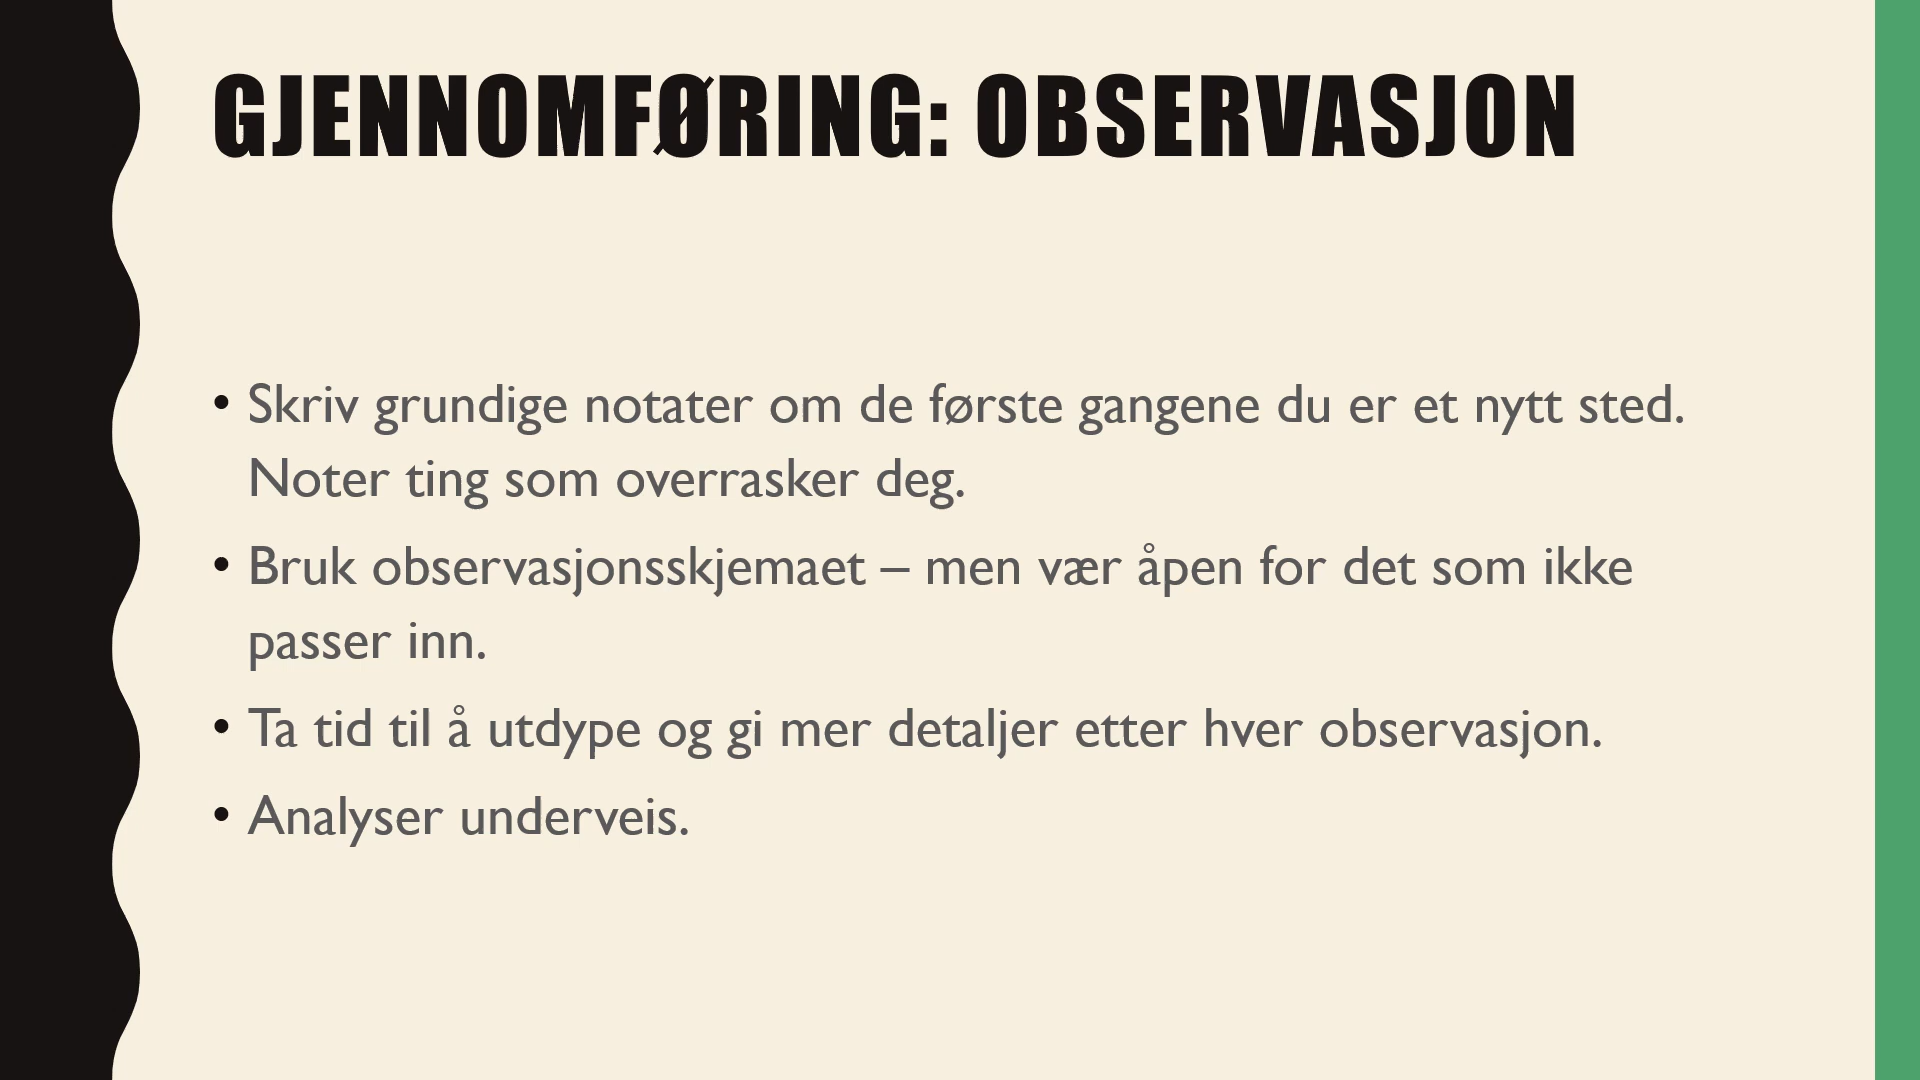 GJENNOMFØRING: OBSERVASJON
• Skriv grundige notater om de første gangene du er et nytt sted.
Noter ting som overrasker deg.
• Bruk observasjonsskjemaet – men vær åpen for det som ikke
passer inn.
• Ta tid til å utdype og gi mer detaljer etter hver observasjon.
• Analyser underveis.